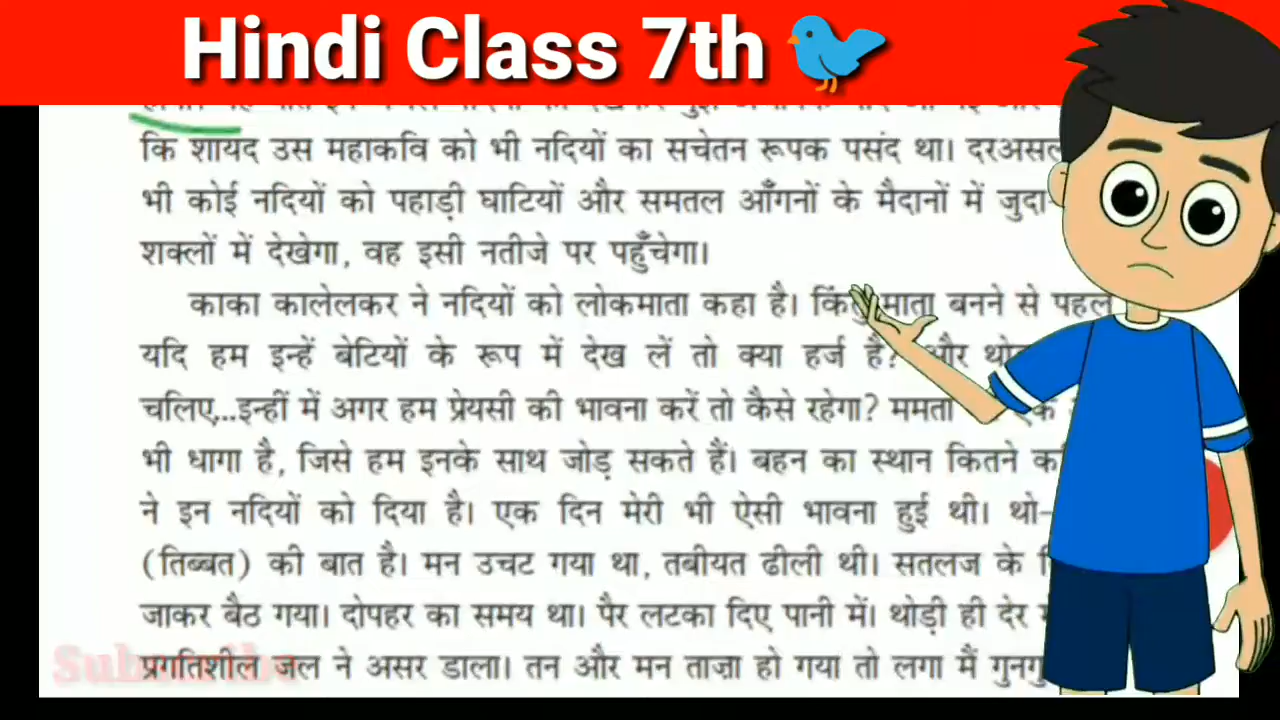 Hindi Class 7th
कि शायद उस महाकवि को भी नदियों का सचेतन रूपक पसंद था। दरअसल
भी कोई नदियों को पहाड़ी घाटियों और समतल आँगनों के मैदानों में जुदा-
शक्लों में देखेगा, वह इसी नतीजे पर पहुँचेगा।
काका कालेलकर ने नदियों को लोकमाता कहा है। किंतु माता बनने से पहले
यदि हम इन्हें बेटियों के रूप में देख लें तो क्या हर्ज है? और
चलिए...इन्हीं में अगर हम प्रेयसी की भावना करें तो कैसे रहेगा? ममता
भी धागा है, जिसे हम इनके साथ जोड़ सकते हैं। बहन का स्थान कितने
ने इन नदियों को दिया है। एक दिन मेरी भी ऐसी भावना हुई थी। थो-
(तिब्बत) की बात है। मन उचट गया था, तबीयत ढीली थी। सतलज के
जाकर बैठ गया। दोपहर का समय था। पैर लटका दिए पानी में। थोड़ी ही देर
प्रगतिशील जल ने असर डाला। तन और मन ताज़ा हो गया तो लगा मैं
Subscribe